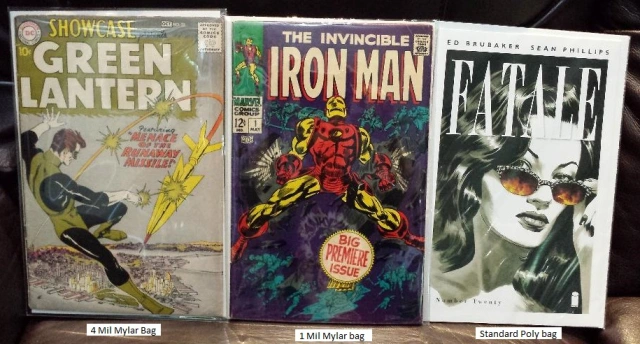 SHOWCASE
GREEN
LANTERN
10¢
Featuring
"MENACE
OF THE
RUNAWAY
MISSILE!"
4 Mil Mylar Bag
THE INVINCIBLE
IRON MAN
MARVEL
COMICS
GROUP
12¢
1
MAY
BIG
PREMIERE
ISSUE
1 Mil Mylar bag
ED BRUBAKER SEAN PHILLIPS
FATALE
Number Twenty
Standard Poly bag